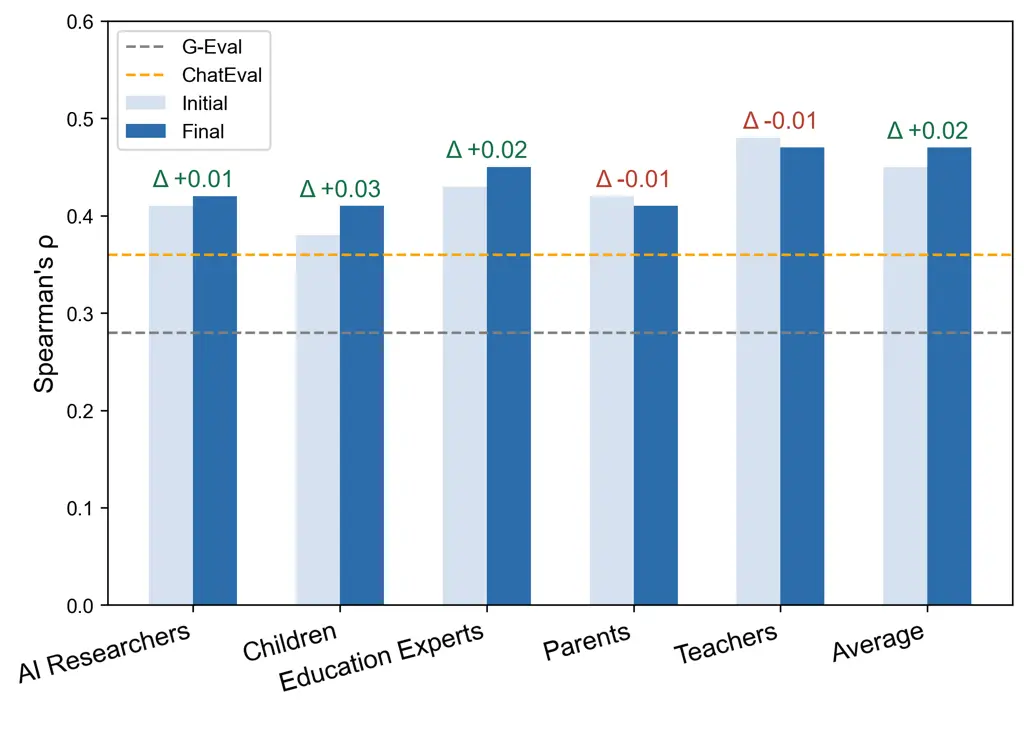 G-Eval
ChatEval
Initial
Final
0.6
0.5
0.4
0.3
0.2
0.1
0.0
Spearman's ρ
Δ +0.01
Δ +0.03
Δ +0.02
Δ -0.01
Δ -0.01
Δ +0.02
AI Researchers
Children
Education Experts
Parents
Teachers
Average